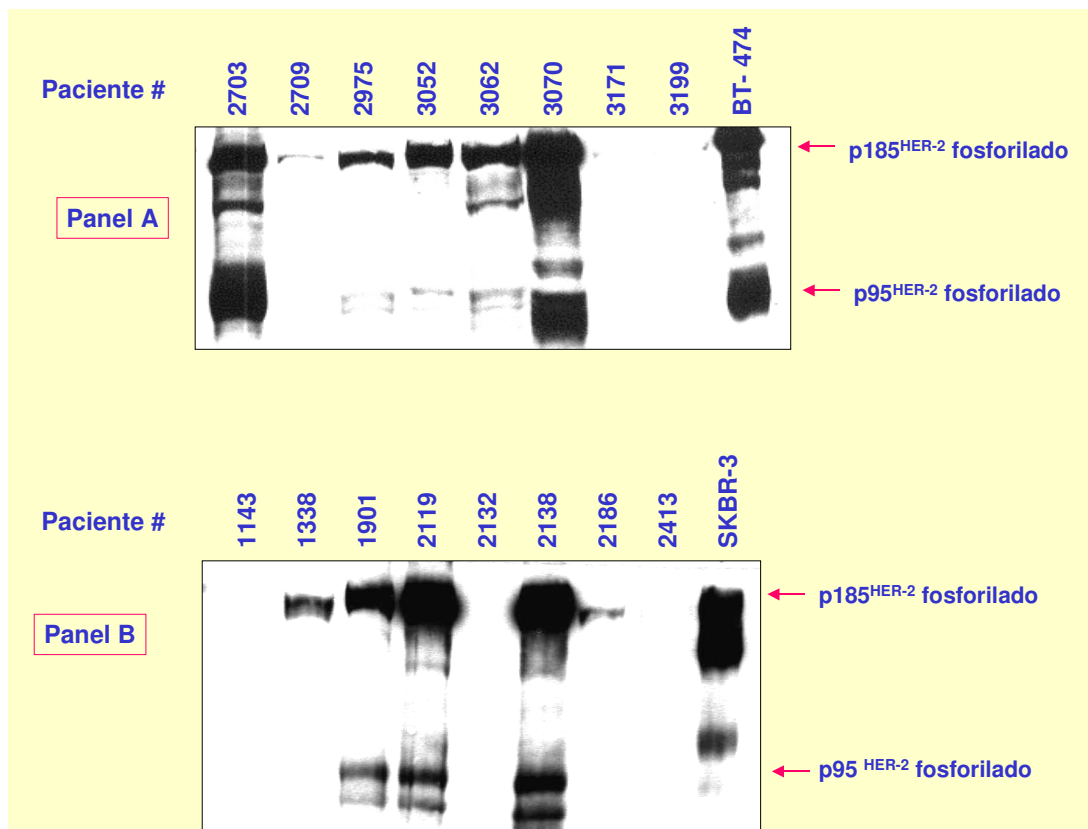 Paciente # 2703 2709 2975 3052 3062 3070 3171 3199 BT- 474
p185HER-2 fosforilado
Panel A
p95HER-2 fosforilado
Paciente # 1143 1338 1901 2119 2132 2138 2186 2413 SKBR-3
p185HER-2 fosforilado
Panel B
p95 HER-2 fosforilado